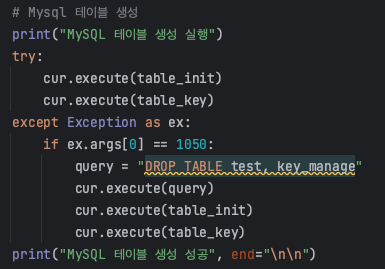 # Mysql 테이블 생성
print("MySQL 테이블 생성 실행")
try:
    cur.execute(table_init)
    cur.execute(table_key)
except Exception as ex:
    if ex.args[0] == 1050:
        query = "DROP TABLE test, key_manage"
        cur.execute(query)
        cur.execute(table_init)
        cur.execute(table_key)
print("MySQL 테이블 생성 성공", end="\n\n")